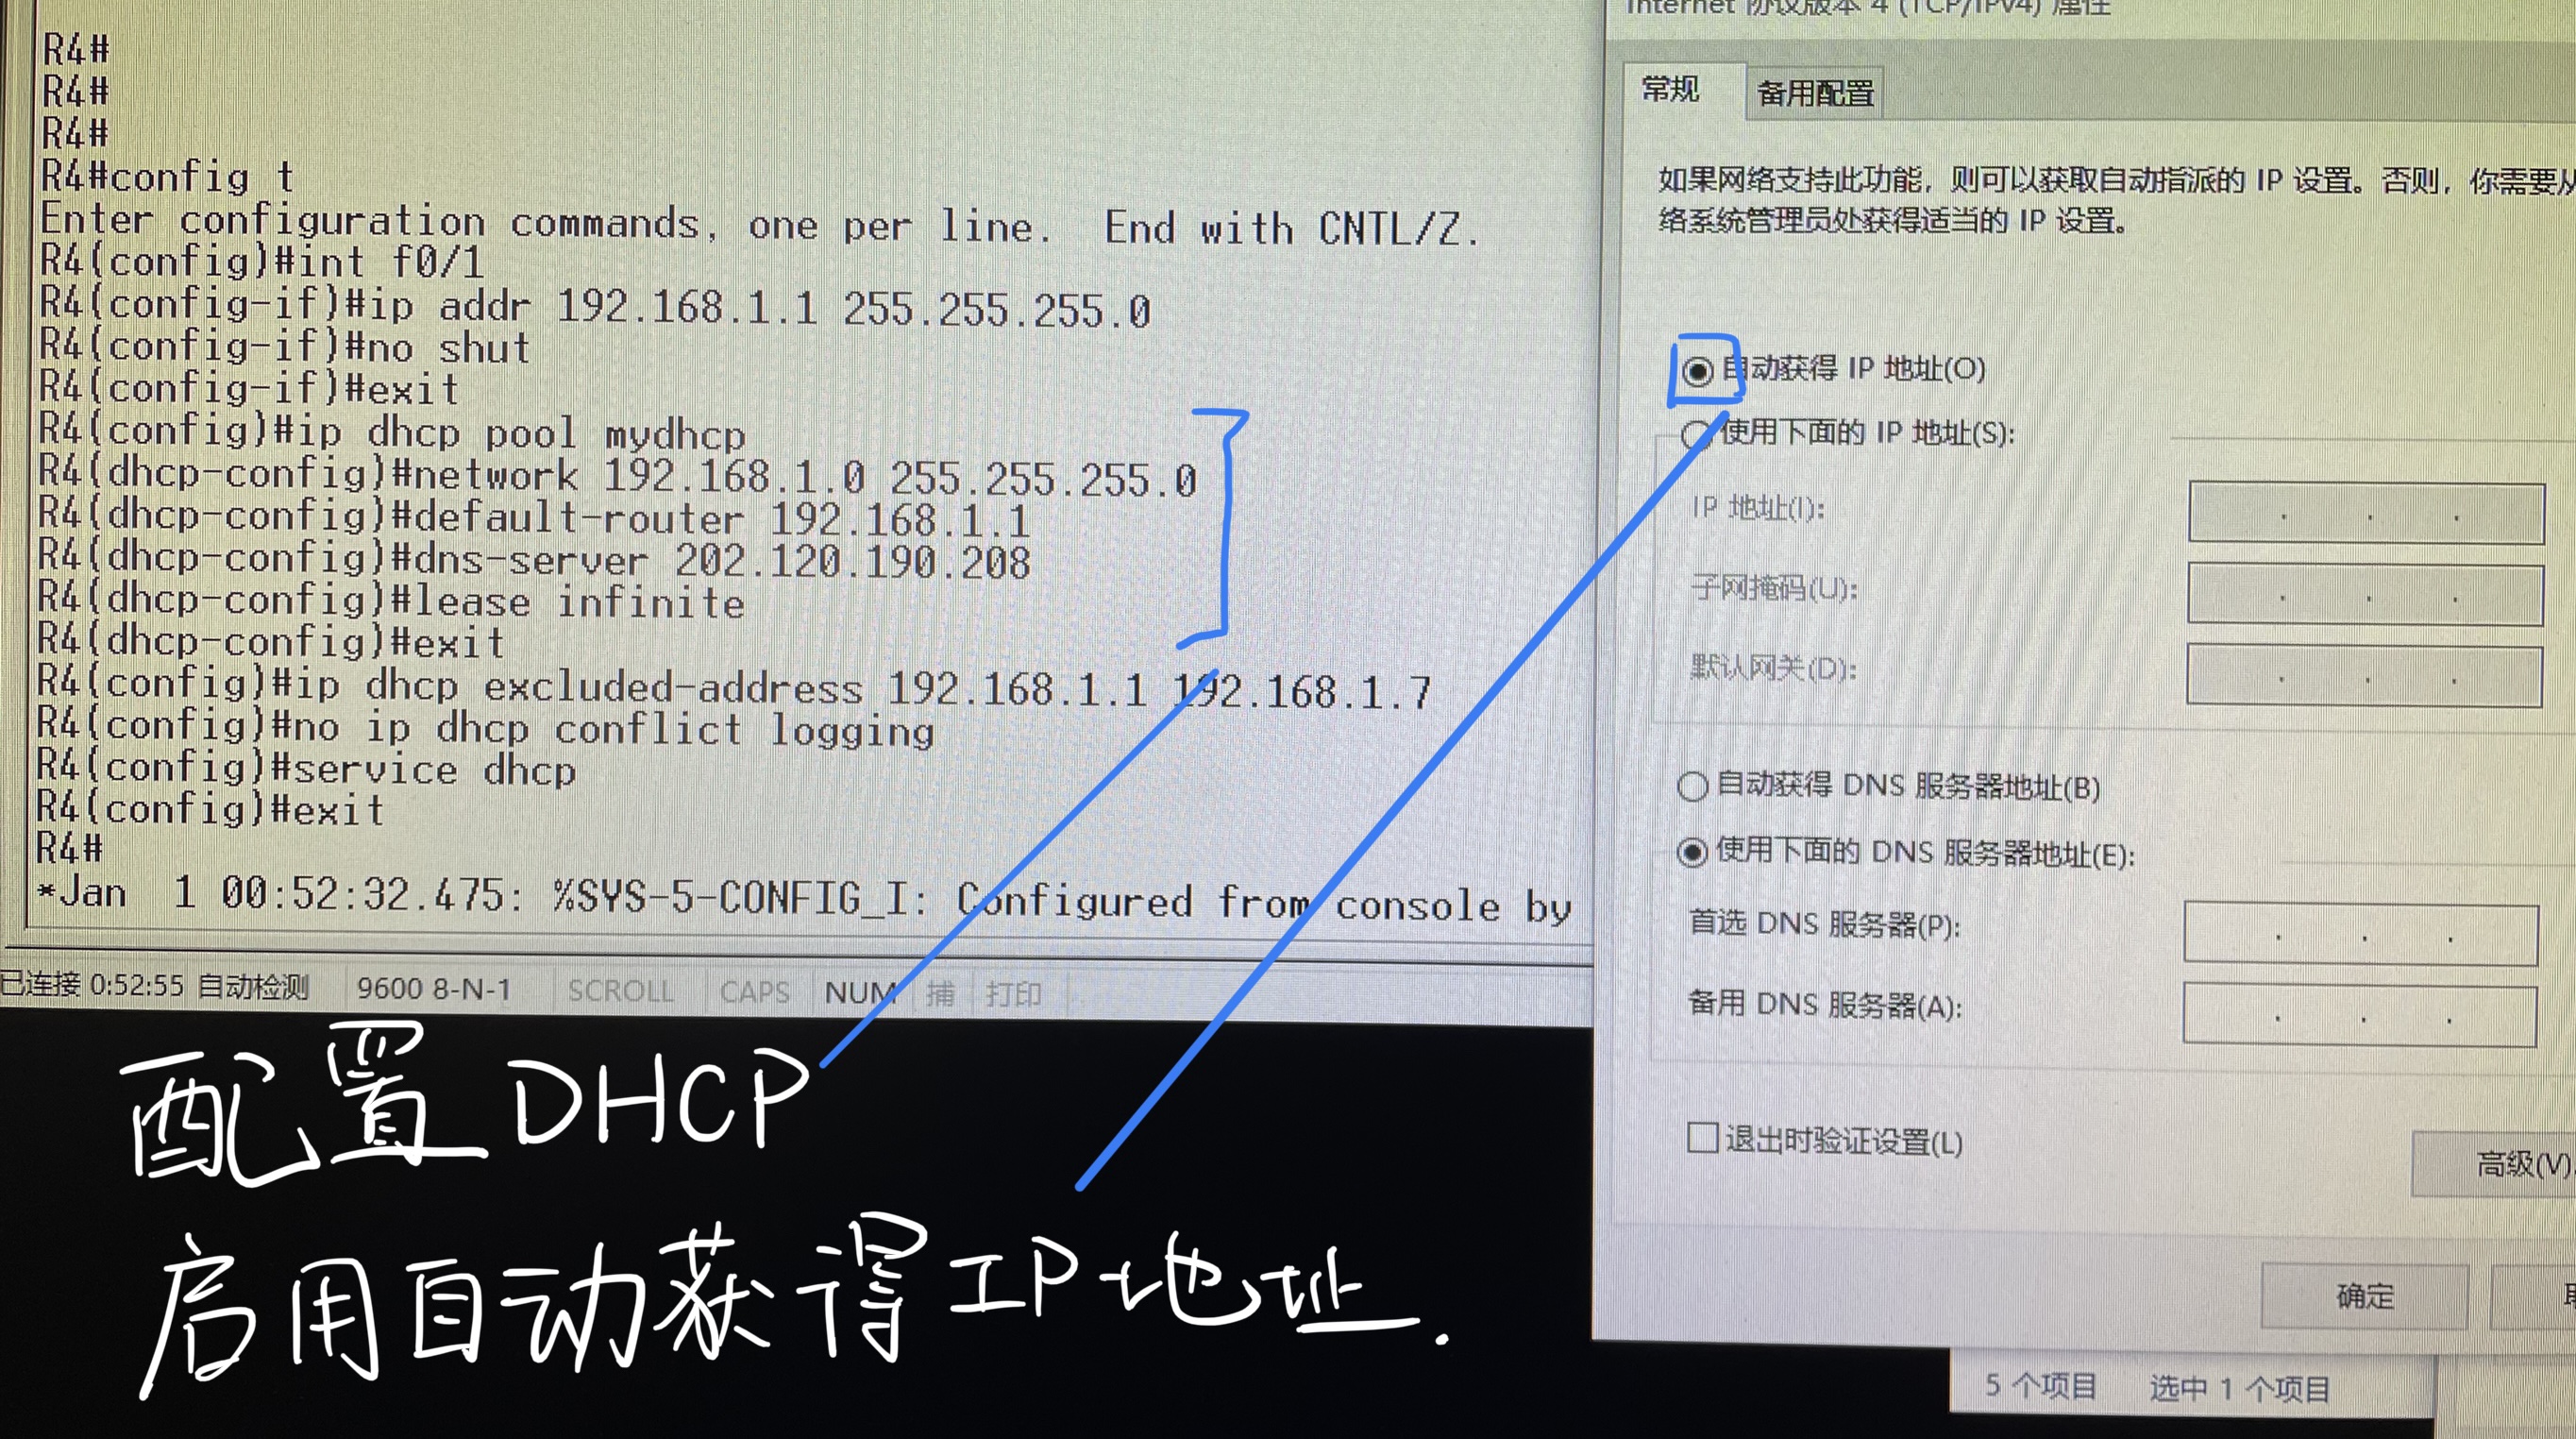 R4#
R4#
R4#
R4#config t
Enter configuration commands, one per line.  End with CNTL/Z.
R4(config)#int f0/1
R4(config-if)#ip addr 192.168.1.1 255.255.255.0
R4(config-if)#no shut
R4(config-if)#exit
R4(config)#ip dhcp pool mydhcp
R4(dhcp-config)#network 192.168.1.0 255.255.255.0
R4(dhcp-config)#default-router 192.168.1.1
R4(dhcp-config)#dns-server 202.120.190.208
R4(dhcp-config)#lease infinite
R4(dhcp-config)#exit
R4(config)#ip dhcp excluded-address 192.168.1.1 192.168.1.7
R4(config)#no ip dhcp conflict logging
R4(config)#service dhcp
R4(config)#exit
R4#
*Jan  1 00:52:32.475: %SYS-5-CONFIG_I: Configured from console by
已连接 0:52:55 自动检测 9600 8-N-1 SCROLL CAPS NUM 捕 打印
配置DHCP
启用自动获得IP地址.
Internet 协议版本 4 (TCP/IPv4) 属性
常规 备用配置
如果网络支持此功能，则可以获取自动指派的 IP 设置。否则，你需要从
络系统管理员处获得适当的 IP 设置。
自动获得 IP 地址(O)
使用下面的 IP 地址(S):
IP 地址(I):
子网掩码(U):
默认网关(D):
自动获得 DNS 服务器地址(B)
使用下面的 DNS 服务器地址(E):
首选 DNS 服务器(P):
备用 DNS 服务器(A):
退出时验证设置(L)
高级(V)
确定
5 个项目 选中 1 个项目